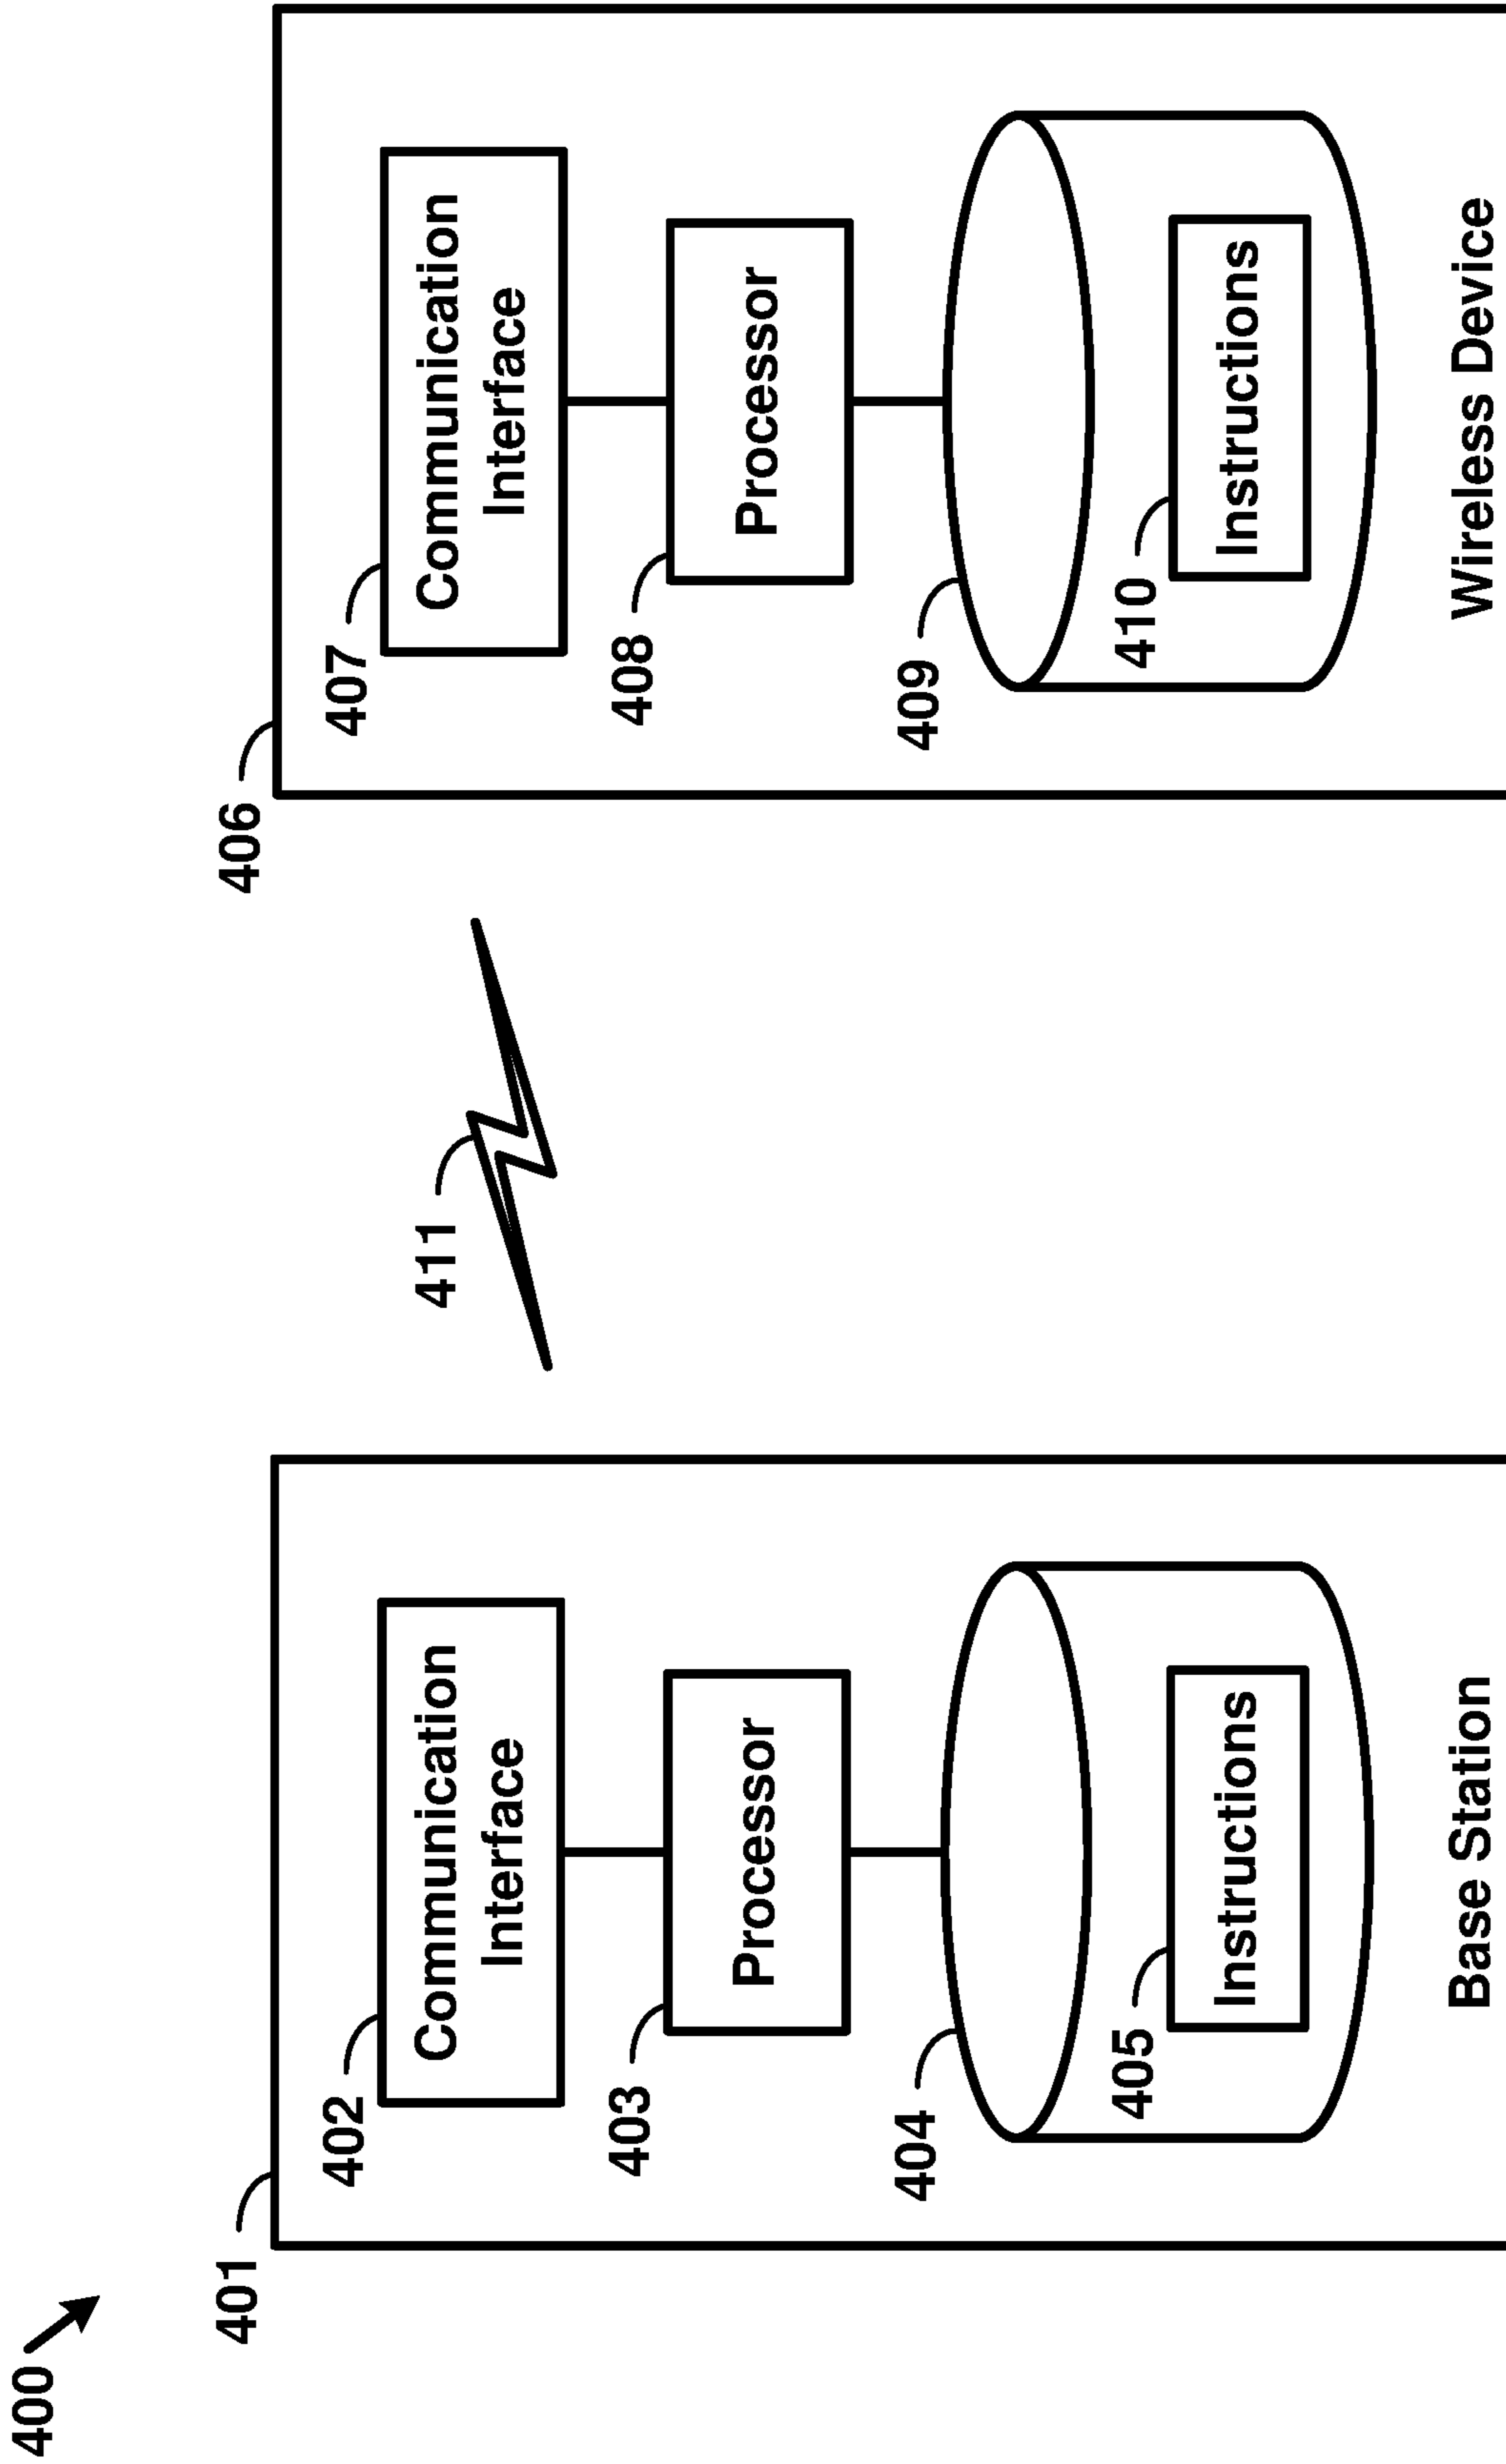 400
401
402
Communication
Interface
403
Processor
404
405
Instructions
Base Station
411
406
407
Communication
Interface
408
Processor
409
410
Instructions
Wireless Device